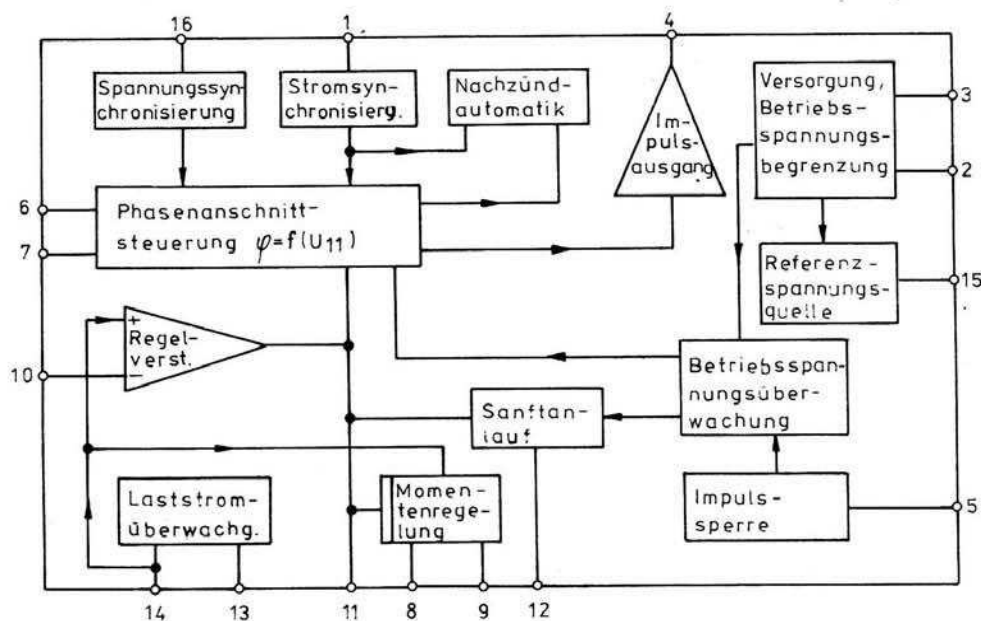 16
1
4
Spannungssyn-
chronisierung
Stromsyn-
chronisierg.
Nachzünd-
automatik
Im-
puls-
ausgang
Versorgung,
Betriebs-
spannungs-
begrenzung
3
2
6
7
Phasenanschnitt-
steuerung φ=f(U11)
Referenz-
spannungs-
quelle
15
+
Regel-
verst.
-
10
Betriebsspan-
nungsüber-
wachung
Sanftan-
lauf
Laststrom-
überwachg.
Momen-
tenrege-
lung
Impuls-
sperre
5
14
13
11
8
9
12